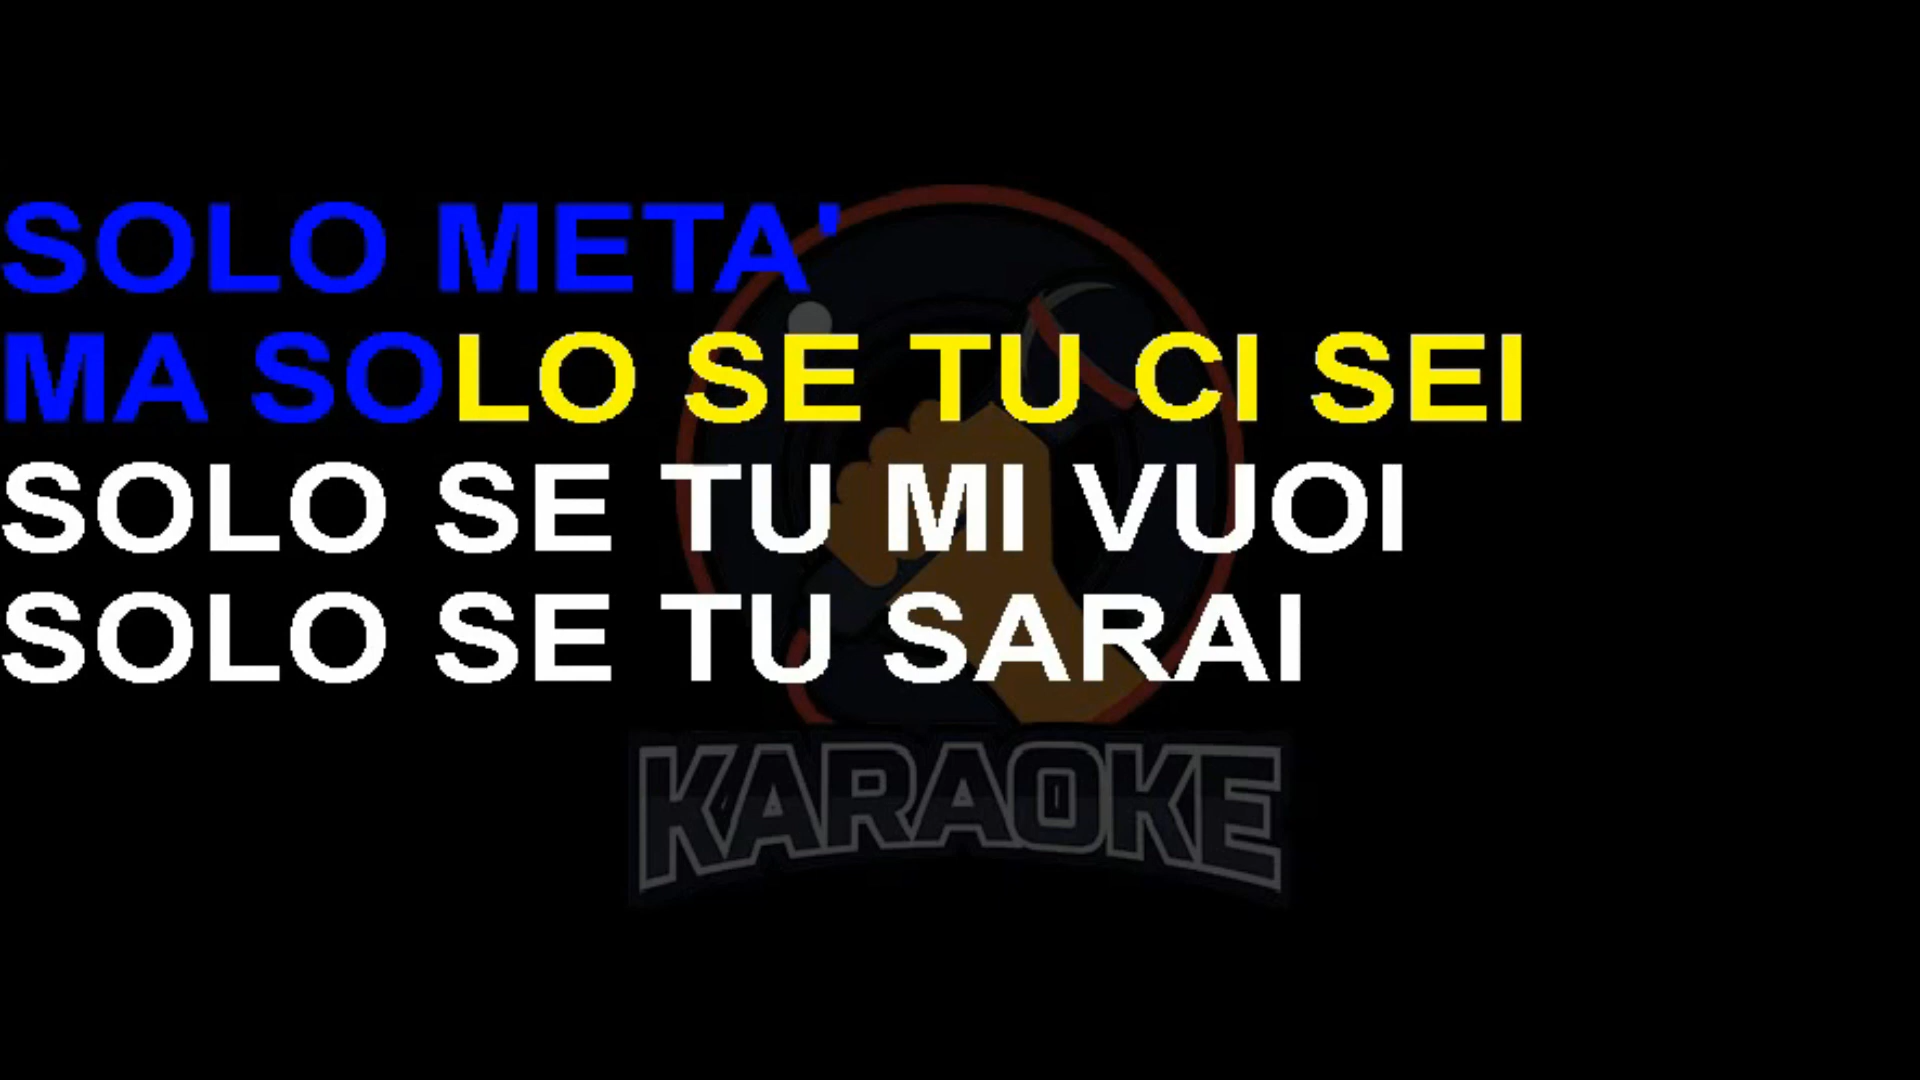 SOLO META'
MA SOLO SE TU CI SEI
SOLO SE TU MI VUOI
SOLO SE TU SARAI
KARAOKE